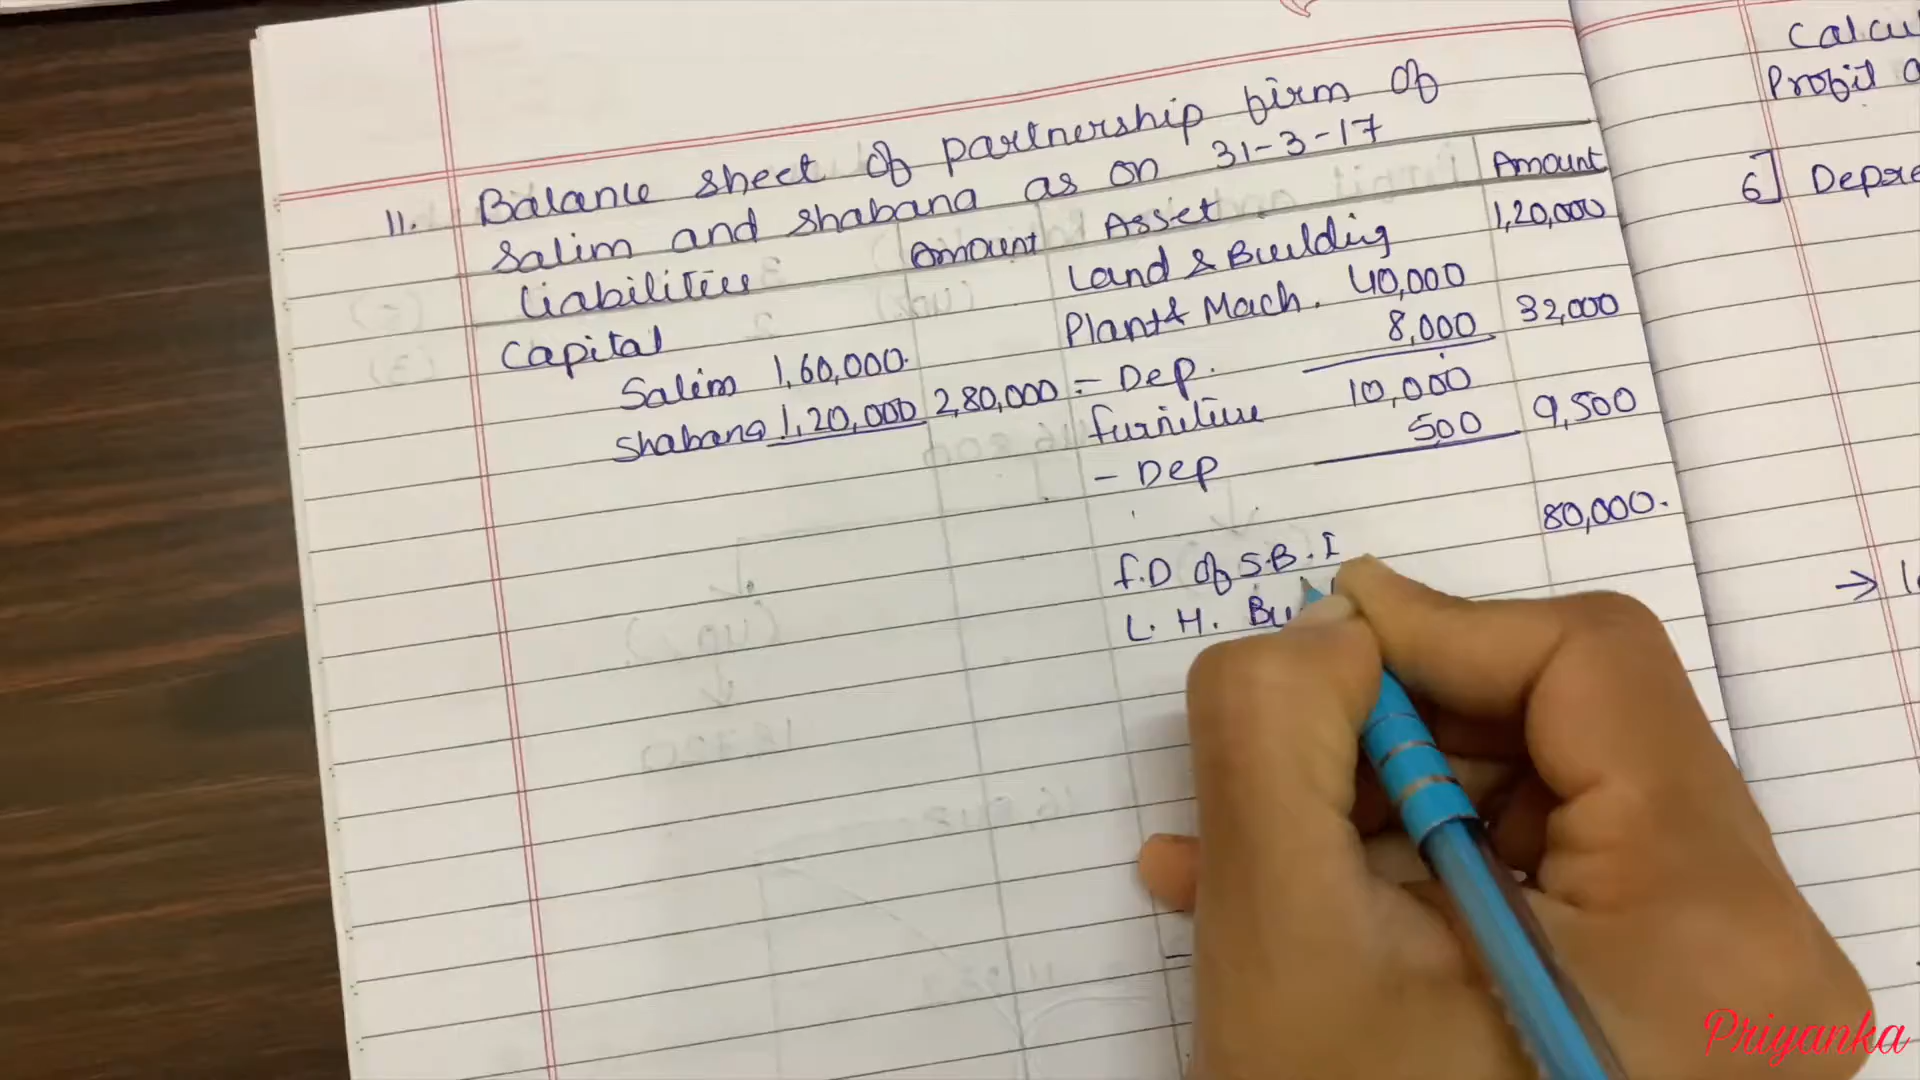 11. Balance sheet of partnership firm of
Salim and Shabana as on 31-3-17
Liabilities Amount Asset Amount
Capital Land & Building 1,20,000
Salim 1,60,000. Plant & Mach. 40,000
Shabana 1,20,000 2,80,000 - Dep. 8,000 32,000
Furniture 10,000
- Dep 500 9,500
F.D of S.B.I 80,000.
L. H.
Profit
6]
Priyanka